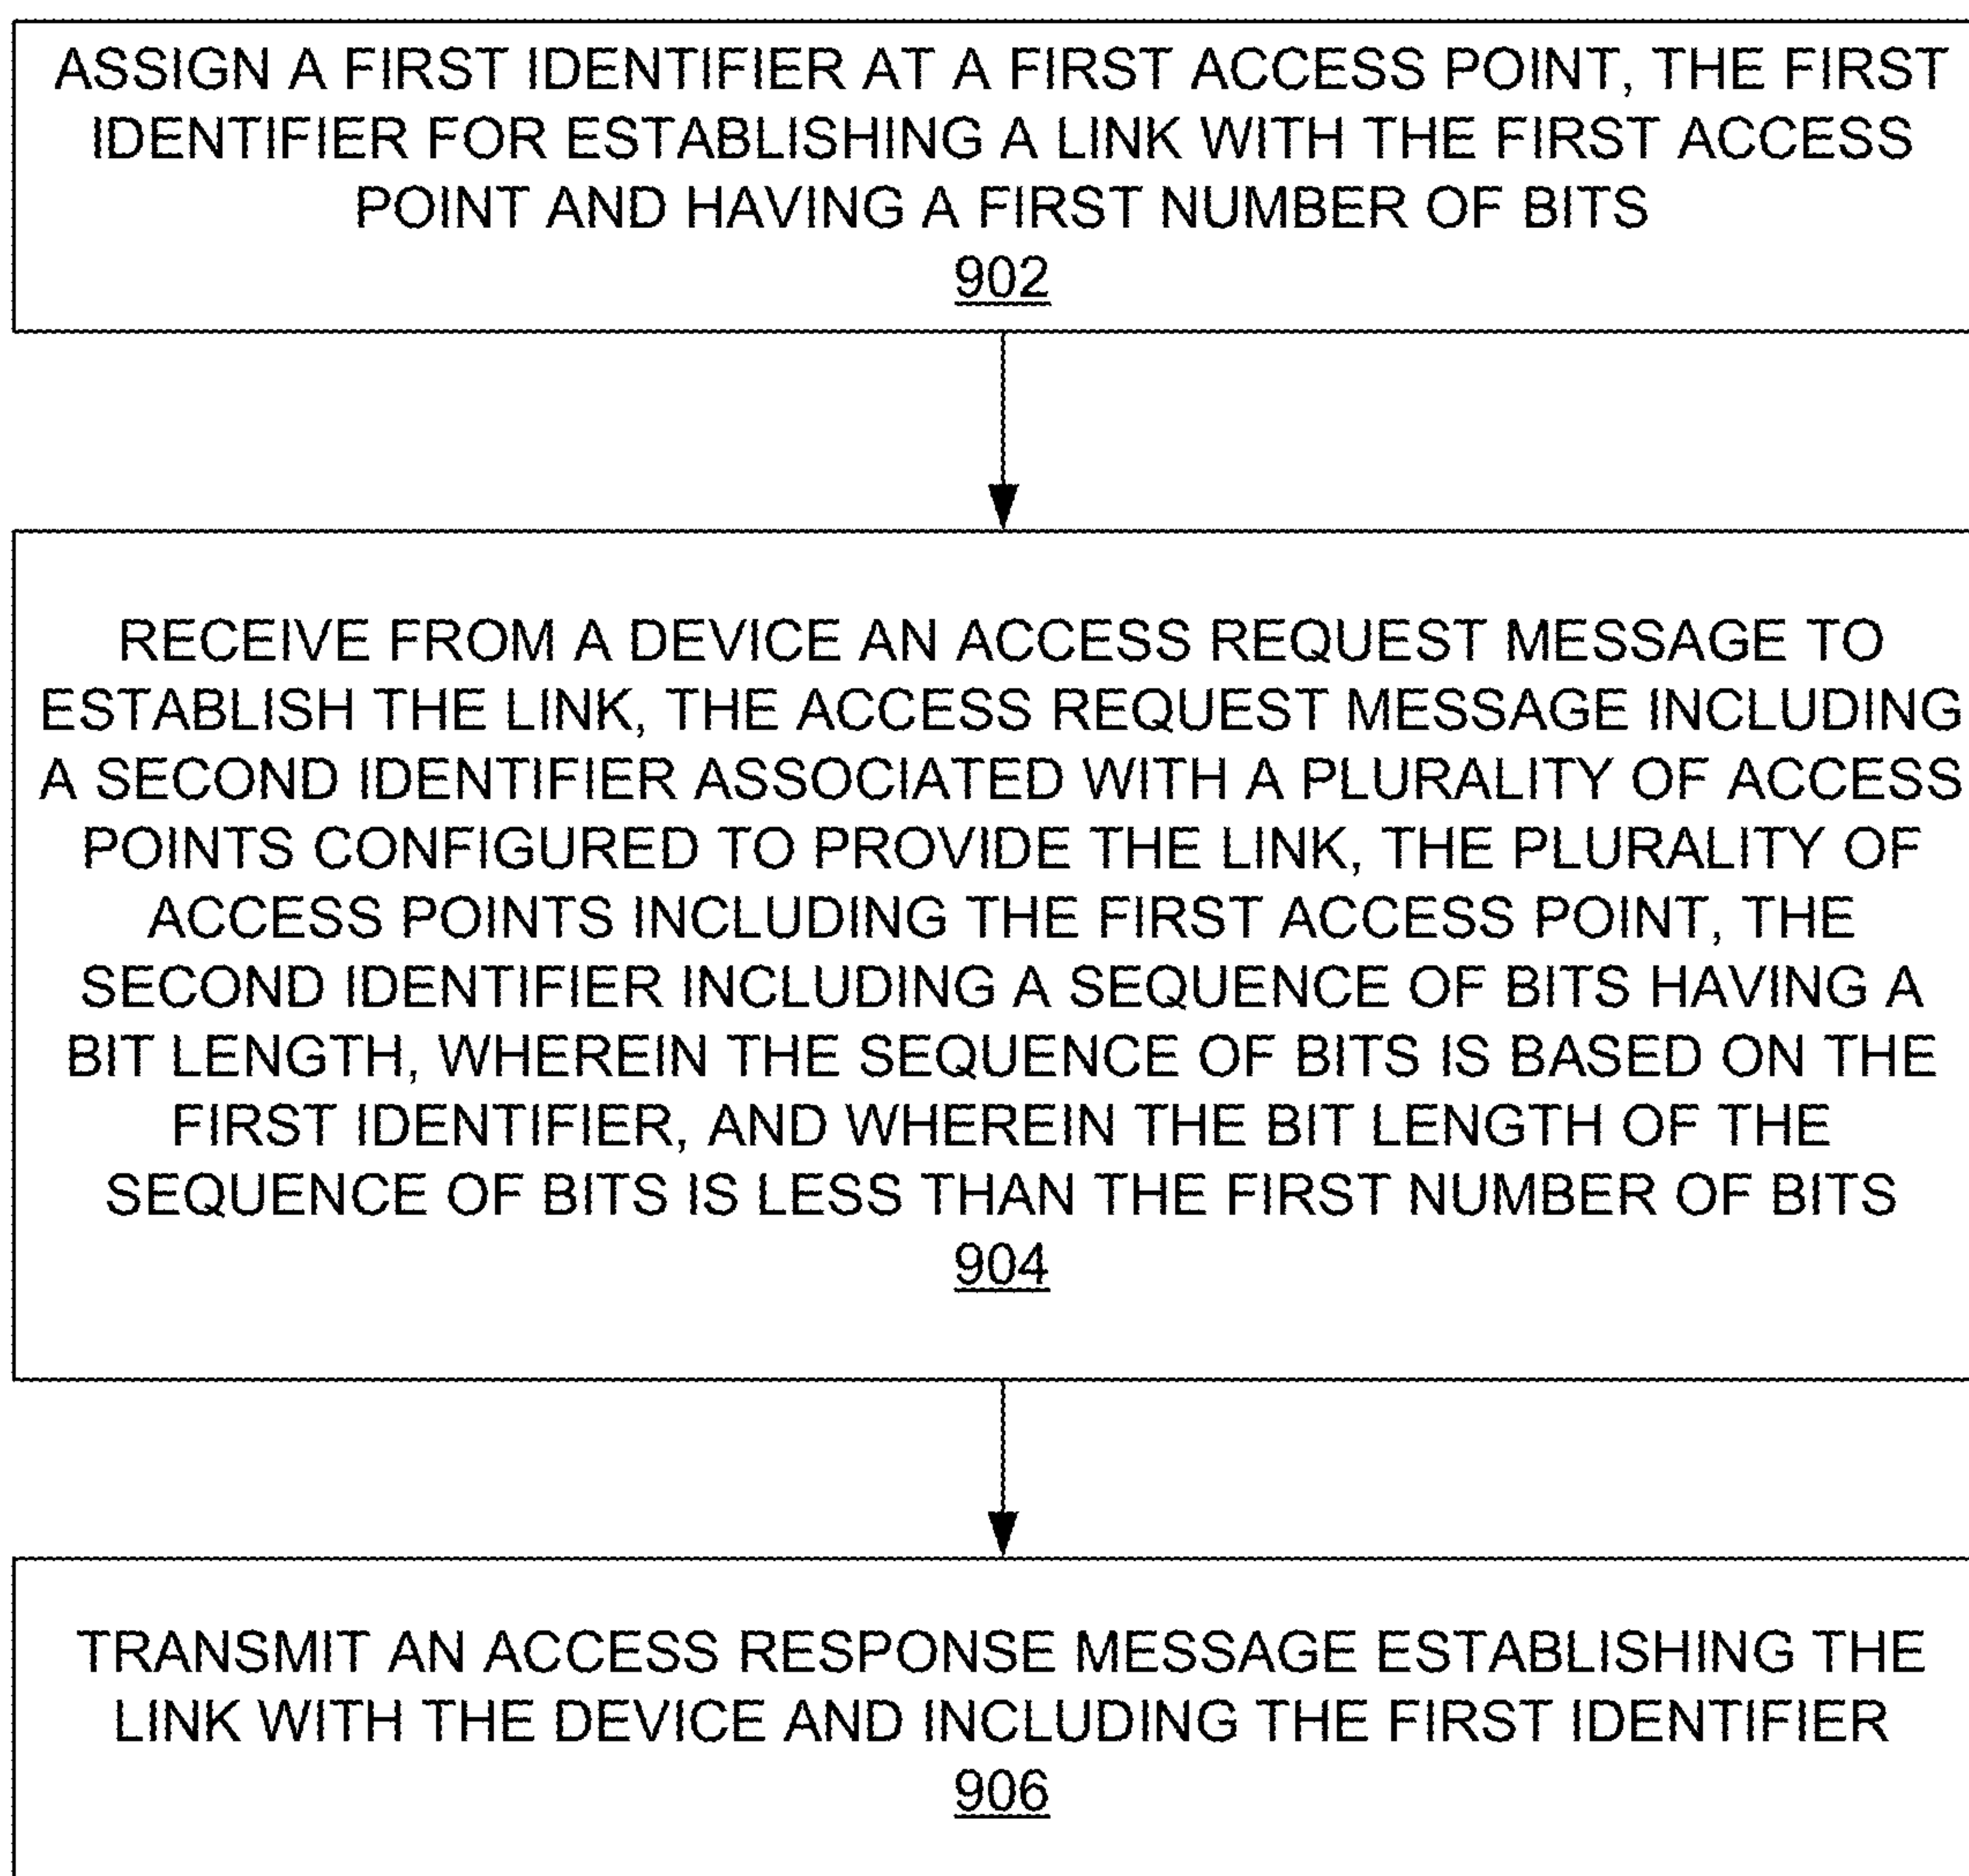 ASSIGN A FIRST IDENTIFIER AT A FIRST ACCESS POINT, THE FIRST
IDENTIFIER FOR ESTABLISHING A LINK WITH THE FIRST ACCESS
POINT AND HAVING A FIRST NUMBER OF BITS
902
RECEIVE FROM A DEVICE AN ACCESS REQUEST MESSAGE TO
ESTABLISH THE LINK, THE ACCESS REQUEST MESSAGE INCLUDING
A SECOND IDENTIFIER ASSOCIATED WITH A PLURALITY OF ACCESS
POINTS CONFIGURED TO PROVIDE THE LINK, THE PLURALITY OF
ACCESS POINTS INCLUDING THE FIRST ACCESS POINT, THE
SECOND IDENTIFIER INCLUDING A SEQUENCE OF BITS HAVING A
BIT LENGTH, WHEREIN THE SEQUENCE OF BITS IS BASED ON THE
FIRST IDENTIFIER, AND WHEREIN THE BIT LENGTH OF THE
SEQUENCE OF BITS IS LESS THAN THE FIRST NUMBER OF BITS
904
TRANSMIT AN ACCESS RESPONSE MESSAGE ESTABLISHING THE
LINK WITH THE DEVICE AND INCLUDING THE FIRST IDENTIFIER
906